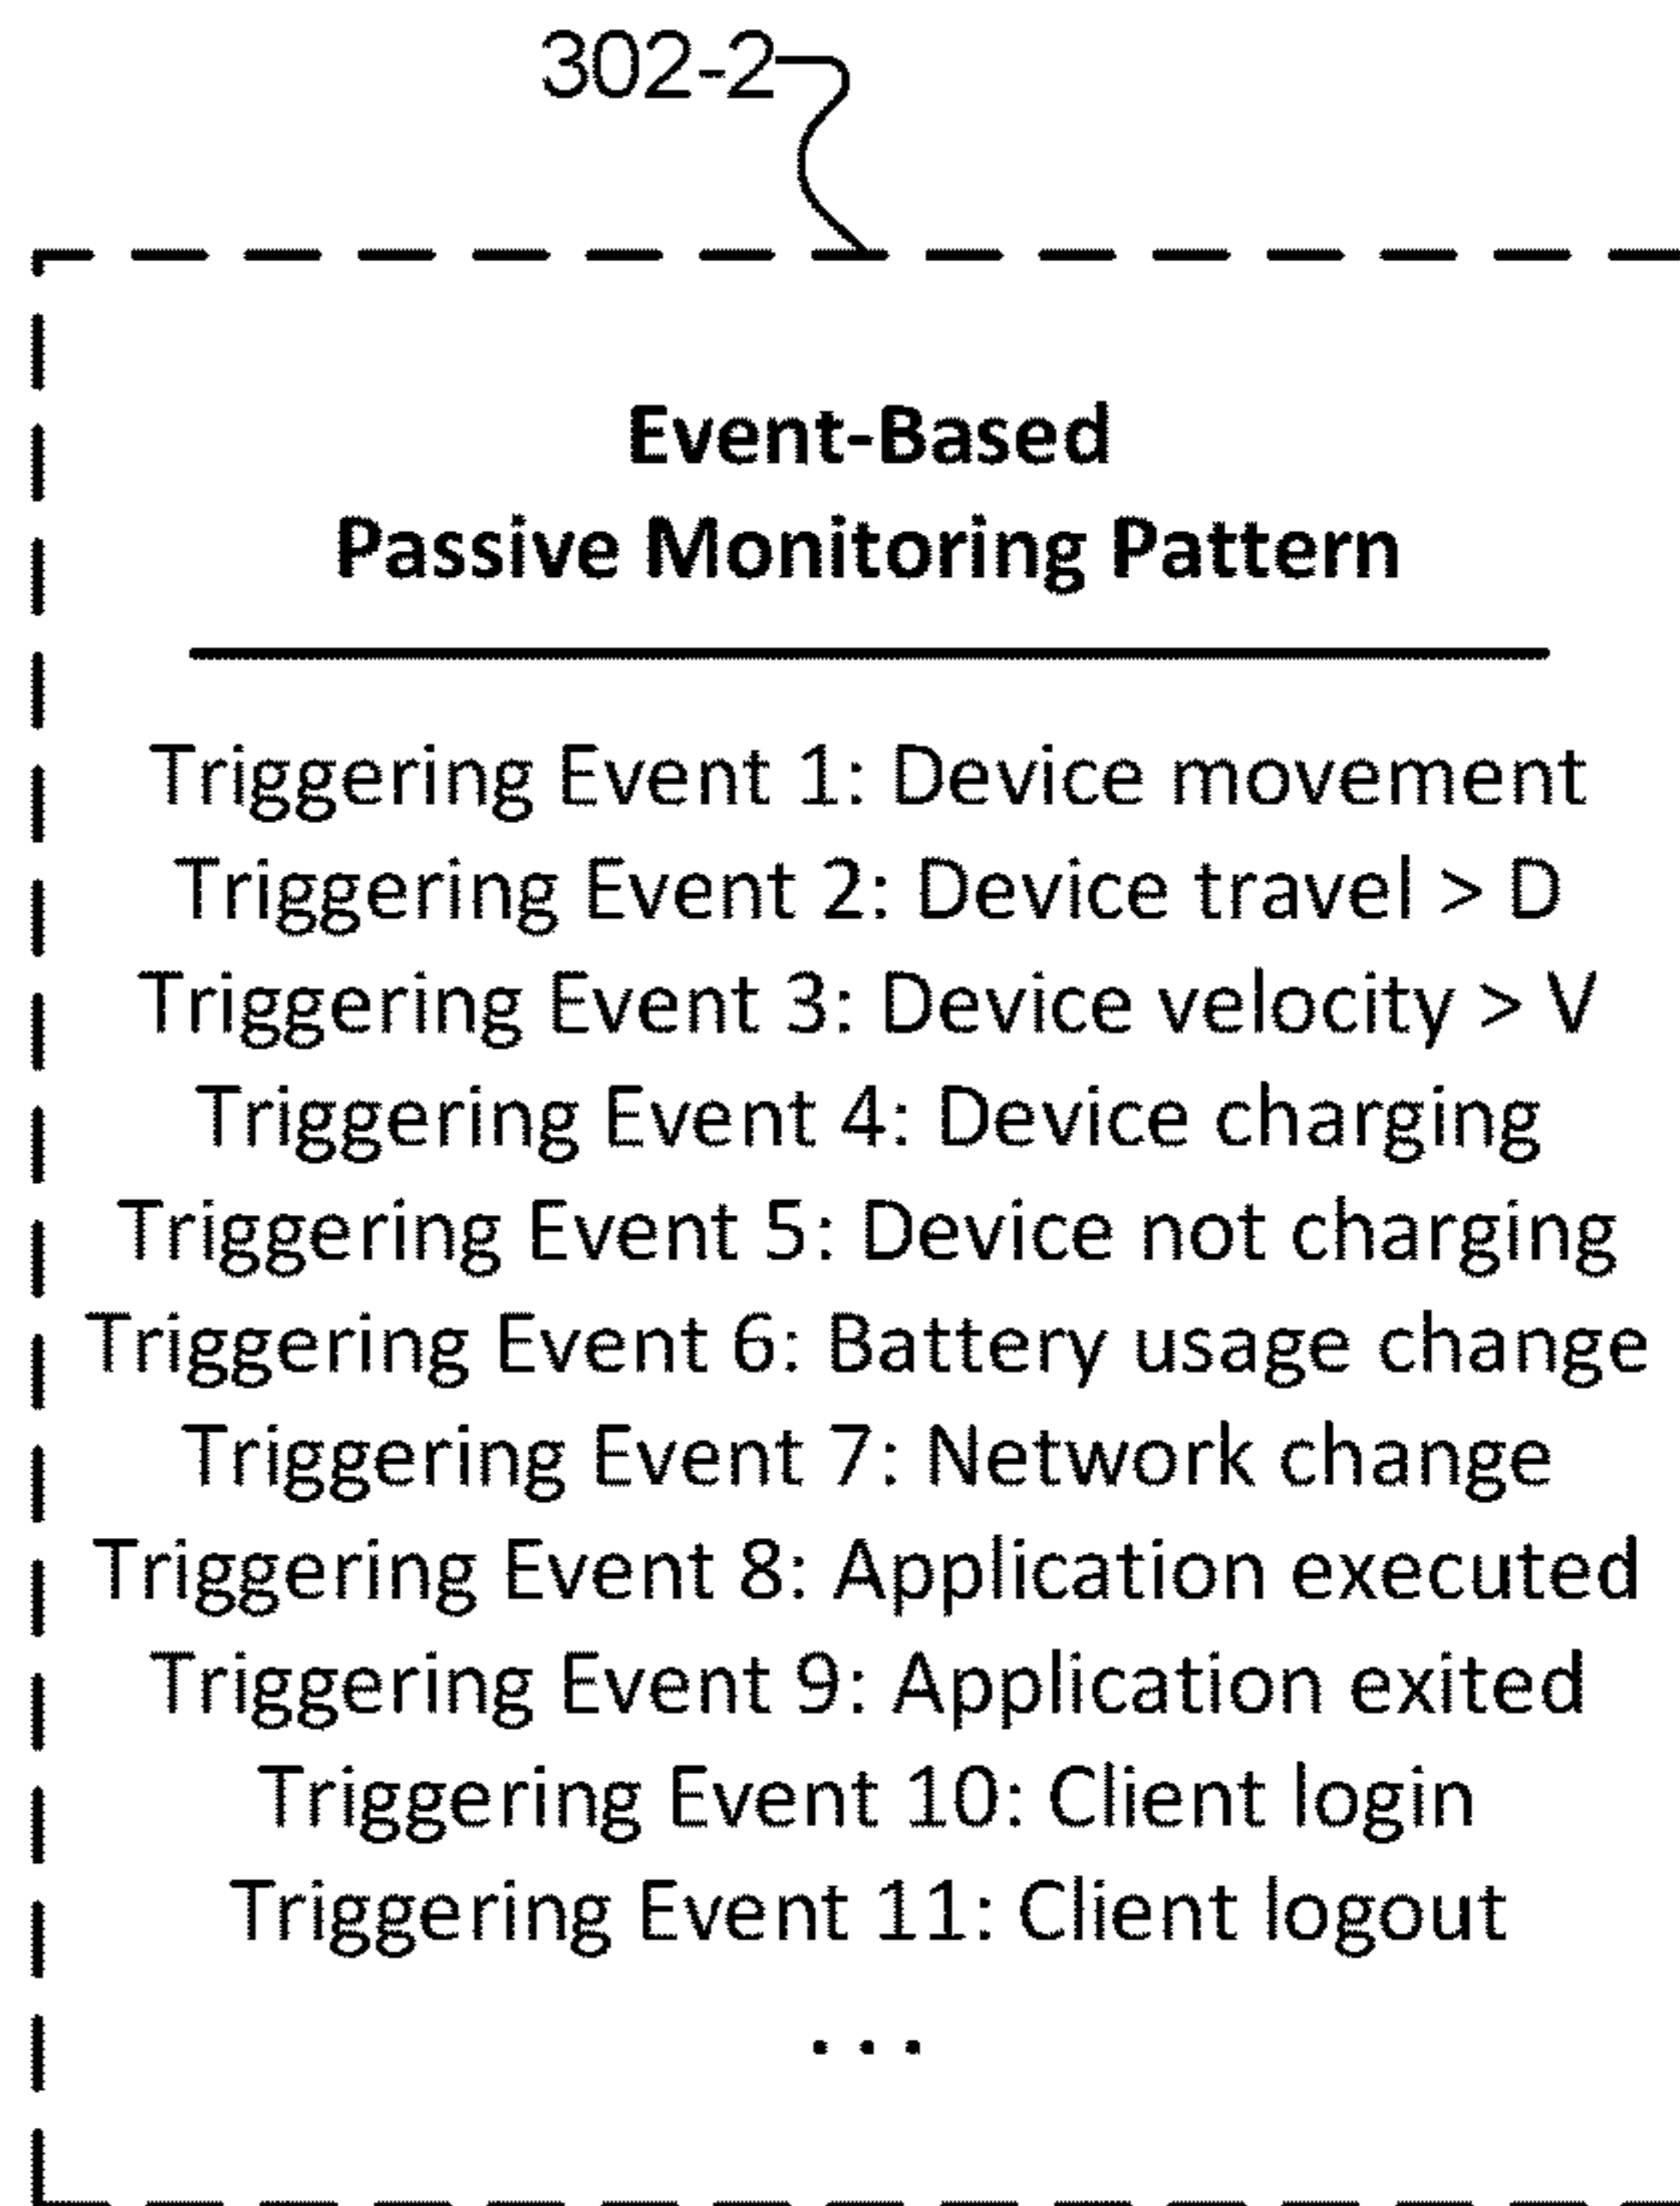 302-2
Event-Based
Passive Monitoring Pattern
Triggering Event 1: Device movement
Triggering Event 2: Device travel > D
Triggering Event 3: Device velocity > V
Triggering Event 4: Device charging
Triggering Event 5: Device not charging
Triggering Event 6: Battery usage change
Triggering Event 7: Network change
Triggering Event 8: Application executed
Triggering Event 9: Application exited
Triggering Event 10: Client login
Triggering Event 11: Client logout
...